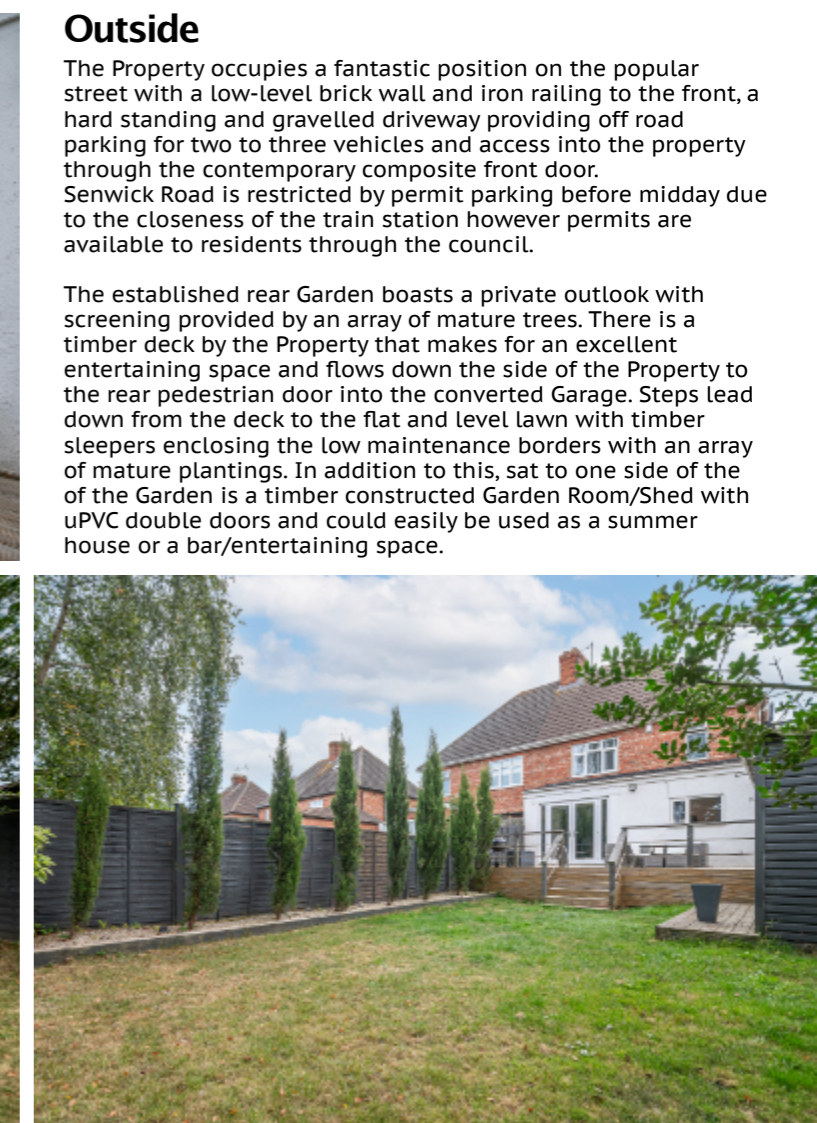 Outside
The Property occupies a fantastic position on the popular
street with a low-level brick wall and iron railing to the front, a
hard standing and gravelled driveway providing off road
parking for two to three vehicles and access into the property
through the contemporary composite front door.
Senwick Road is restricted by permit parking before midday due
to the closeness of the train station however permits are
available to residents through the council.
The established rear Garden boasts a private outlook with
screening provided by an array of mature trees. There is a
timber deck by the Property that makes for an excellent
entertaining space and flows down the side of the Property to
the rear pedestrian door into the converted Garage. Steps lead
down from the deck to the flat and level lawn with timber
sleepers enclosing the low maintenance borders with an array
of mature plantings. In addition to this, sat to one side of the
of the Garden is a timber constructed Garden Room/Shed with
uPVC double doors and could easily be used as a summer
house or a bar/entertaining space.